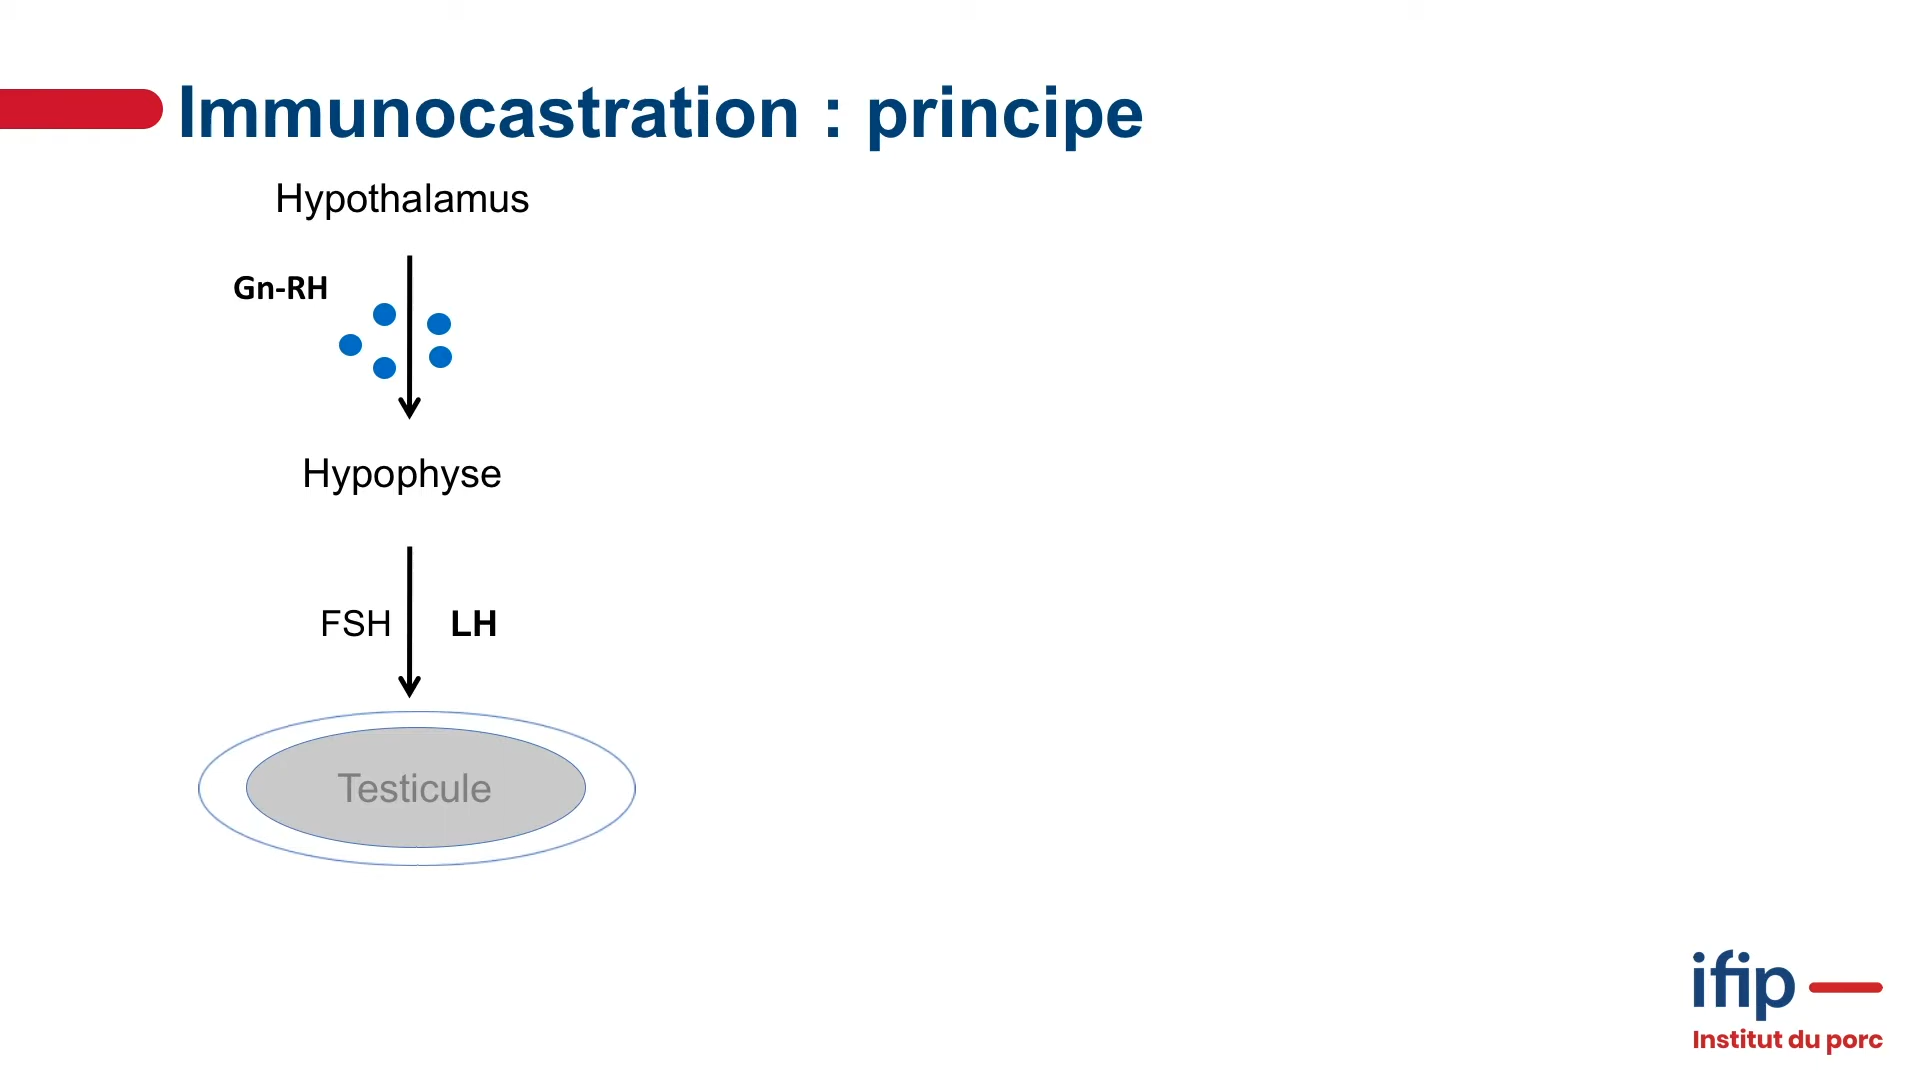 Immunocastration : principe
Hypothalamus
Gn-RH
Hypophyse
FSH LH
Testicule
ifip
Institut du porc